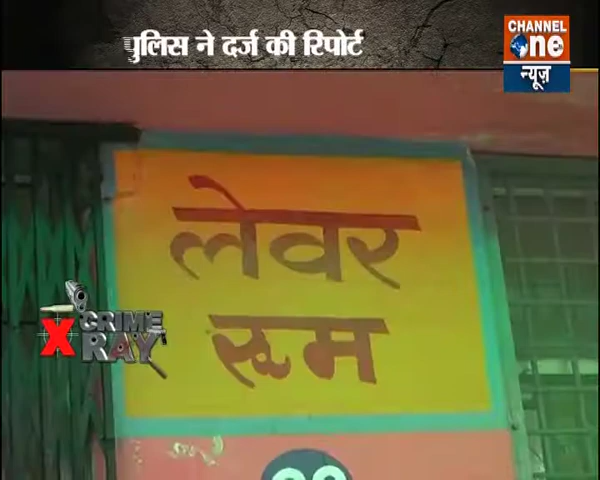 पुलिस ने दर्ज की रिपोर्ट
CHANNEL
One
न्यूज़
लेवर
रूम
CRIME
X RAY